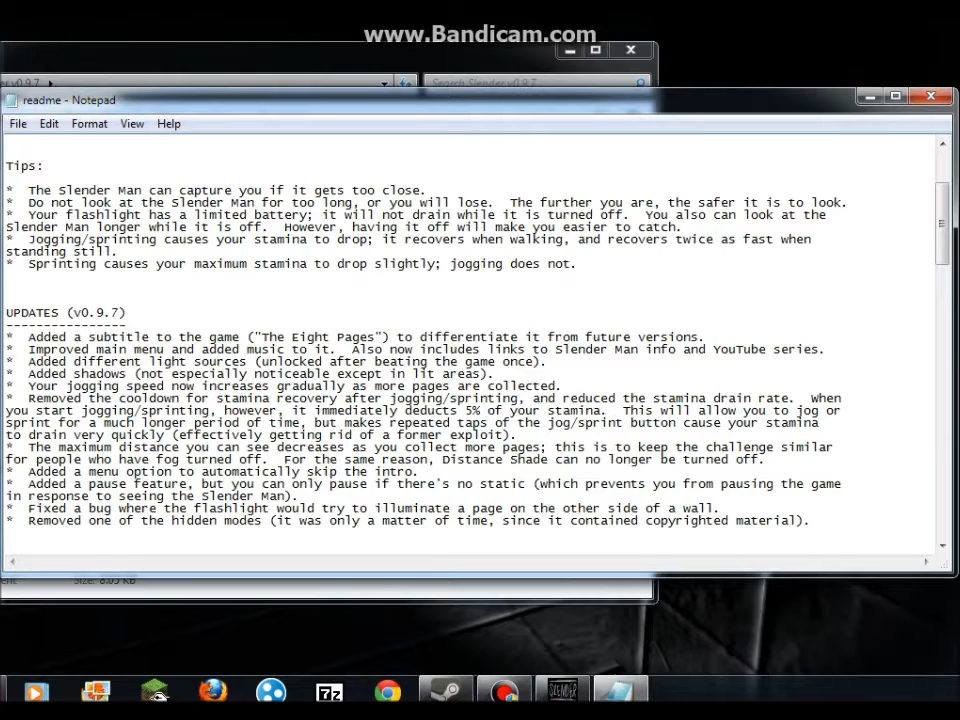 www.Bandicam.com
er v0.9.7
Search Slender v0.9.7
readme - Notepad
File Edit Format View Help
Tips:
* The Slender Man can capture you if it gets too close.
* Do not look at the Slender Man for too long, or you will lose. The further you are, the safer it is to look.
* Your flashlight has a limited battery; it will not drain while it is turned off. You also can look at the
Slender Man longer while it is off. However, having it off will make you easier to catch.
* Jogging/sprinting causes your stamina to drop; it recovers when walking, and recovers twice as fast when
standing still.
* Sprinting causes your maximum stamina to drop slightly; jogging does not.
UPDATES (v0.9.7)
----------------
* Added a subtitle to the game ("The Eight Pages") to differentiate it from future versions.
* Improved main menu and added music to it. Also now includes links to Slender Man info and YouTube series.
* Added different light sources (unlocked after beating the game once).
* Added shadows (not especially noticeable except in lit areas).
* Your jogging speed now increases gradually as more pages are collected.
* Removed the cooldown for stamina recovery after jogging/sprinting, and reduced the stamina drain rate. When
you start jogging/sprinting, however, it immediately deducts 5% of your stamina. This will allow you to jog or
sprint for a much longer period of time, but makes repeated taps of the jog/sprint button cause your stamina
to drain very quickly (effectively getting rid of a former exploit).
* The maximum distance you can see decreases as you collect more pages; this is to keep the challenge similar
for people who have fog turned off. For the same reason, Distance Shade can no longer be turned off.
* Added a menu option to automatically skip the intro.
* Added a pause feature, but you can only pause if there's no static (which prevents you from pausing the game
in response to seeing the Slender Man).
* Fixed a bug where the flashlight would try to illuminate a page on the other side of a wall.
* Removed one of the hidden modes (it was only a matter of time, since it contained copyrighted material).
ent Size: 8.05 KB
7z
SLENDER